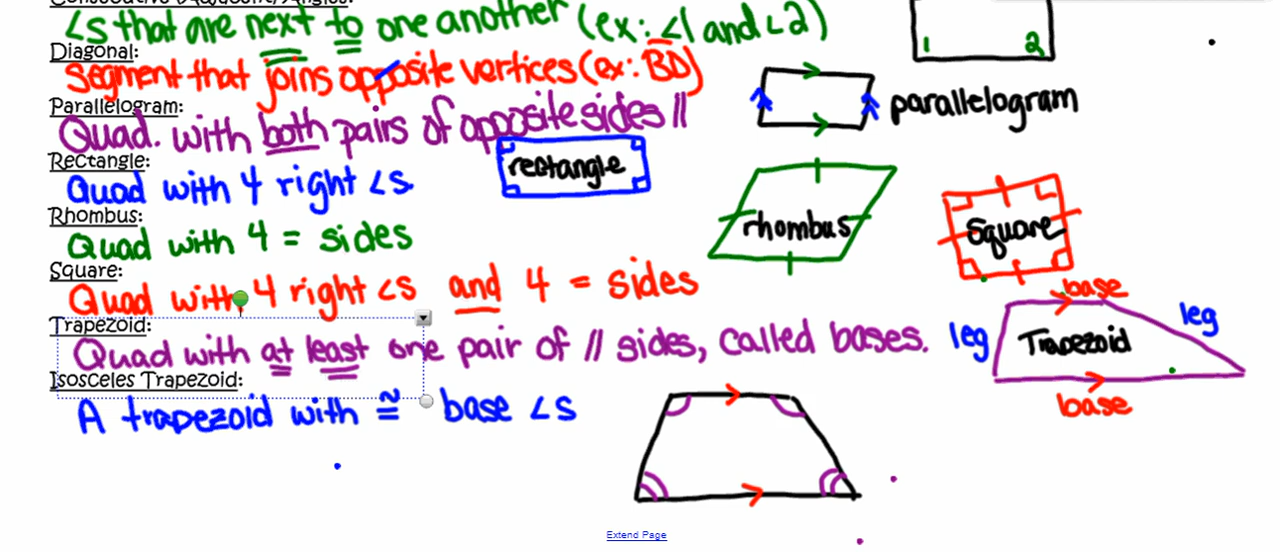 ∠s that are next to one another (ex: ∠1 and ∠2)
1 2
Diagonal:
Segment that joins opposite vertices (ex: BD)
Parallelogram:
Quad. with both pairs of opposite sides //
parallelogram
Rectangle:
Quad with 4 right ∠s
rectangle
Rhombus:
Quad with 4 = sides
rhombus
Square
Square:
Quad with 4 right ∠s and 4 = sides
Trapezoid:
Quad with at least one pair of // sides, called bases.
base
leg
Trapezoid
leg
base
Isosceles Trapezoid:
A trapezoid with ≅ base ∠s
Extend Page